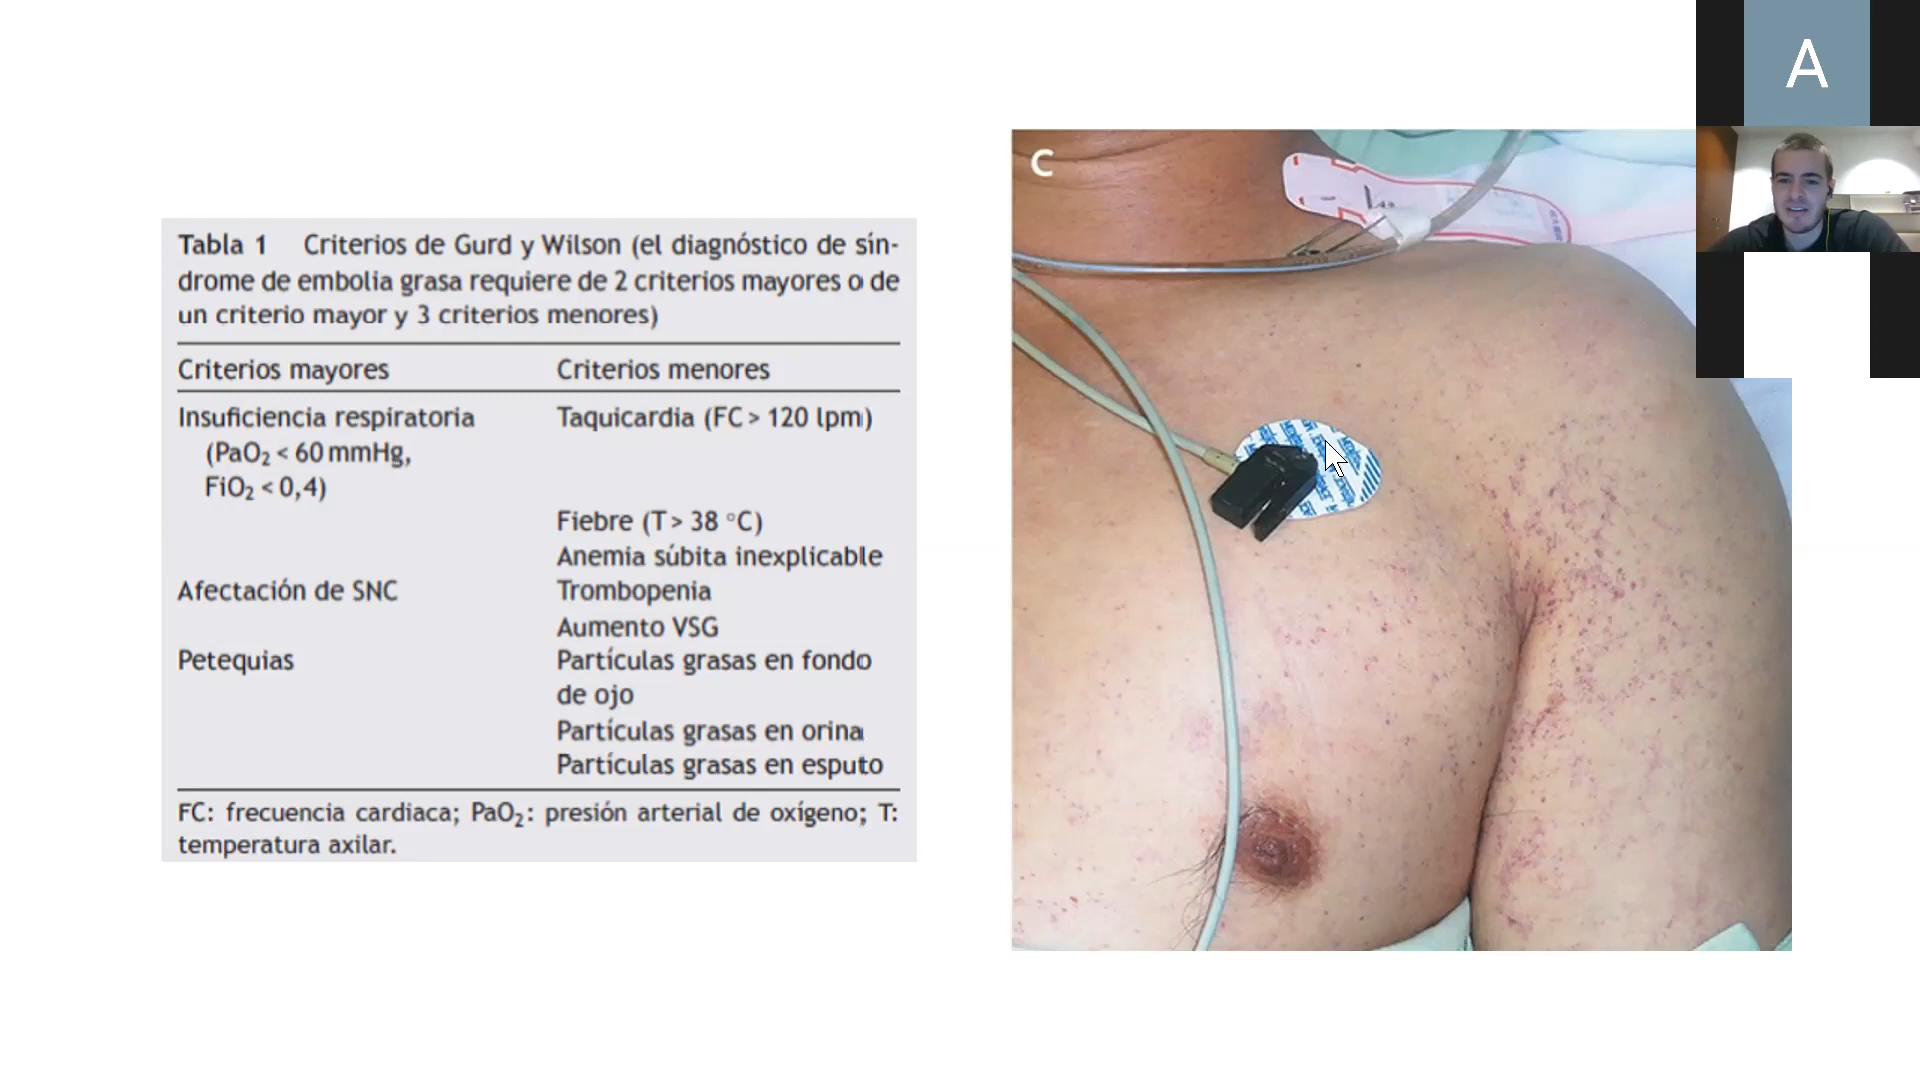 Tabla 1 Criterios de Gurd y Wilson (el diagnóstico de sín-
drome de embolia grasa requiere de 2 criterios mayores o de
un criterio mayor y 3 criterios menores)
Criterios mayores Criterios menores
Insuficiencia respiratoria Taquicardia (FC > 120 lpm)
(PaO₂ < 60 mmHg,
FiO₂ < 0,4)
Fiebre (T > 38 °C)
Anemia súbita inexplicable
Afectación de SNC Trombopenia
Aumento VSG
Petequias Partículas grasas en fondo
de ojo
Partículas grasas en orina
Partículas grasas en esputo
FC: frecuencia cardiaca; PaO₂: presión arterial de oxígeno; T:
temperatura axilar.
C
A